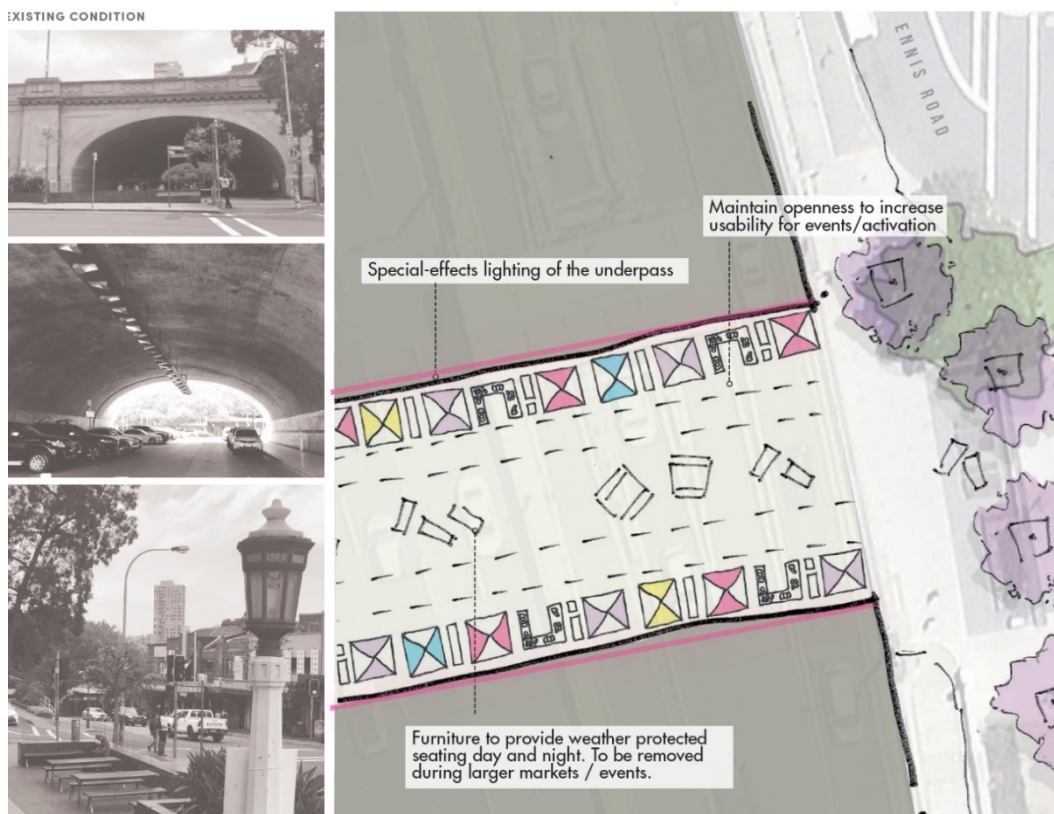 EXISTING CONDITION
ENNIS ROAD
Maintain openness to increase
usability for events/activation
Special-effects lighting of the underpass
Furniture to provide weather protected
seating day and night. To be removed
during larger markets / events.